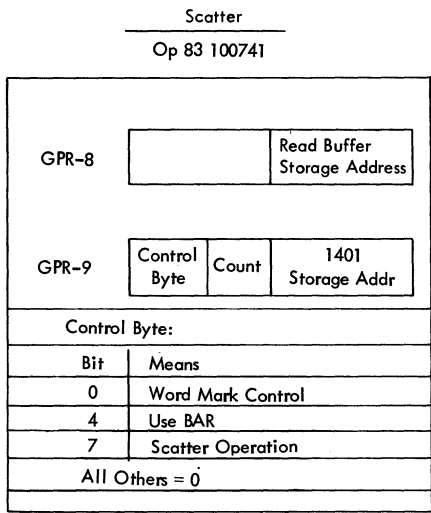 Scatter
Op 83 100741
GPR-8
Read Buffer
Storage Address
GPR-9
Control
Byte
Count
1401
Storage Addr
Control Byte:
Bit Means
0 Word Mark Control
4 Use BAR
7 Scatter Operation
All Others = 0